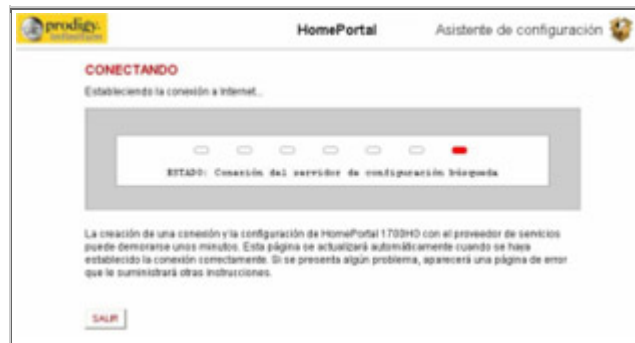 prodigy.
infinitum
HomePortal
Asistente de configuración
CONECTANDO
Estableciendo la conexión a Internet...
ESTADO: Conexión del servidor de configuración búsqueda
La creación de una conexión y la configuración de HomePortal 1700HG con el proveedor de servicios
puede demorarse unos minutos. Esta página se actualizará automáticamente cuando se haya
establecido la conexión correctamente. Si se presenta algún problema, aparecerá una página de error
que le suministrará otras instrucciones.
SALIR